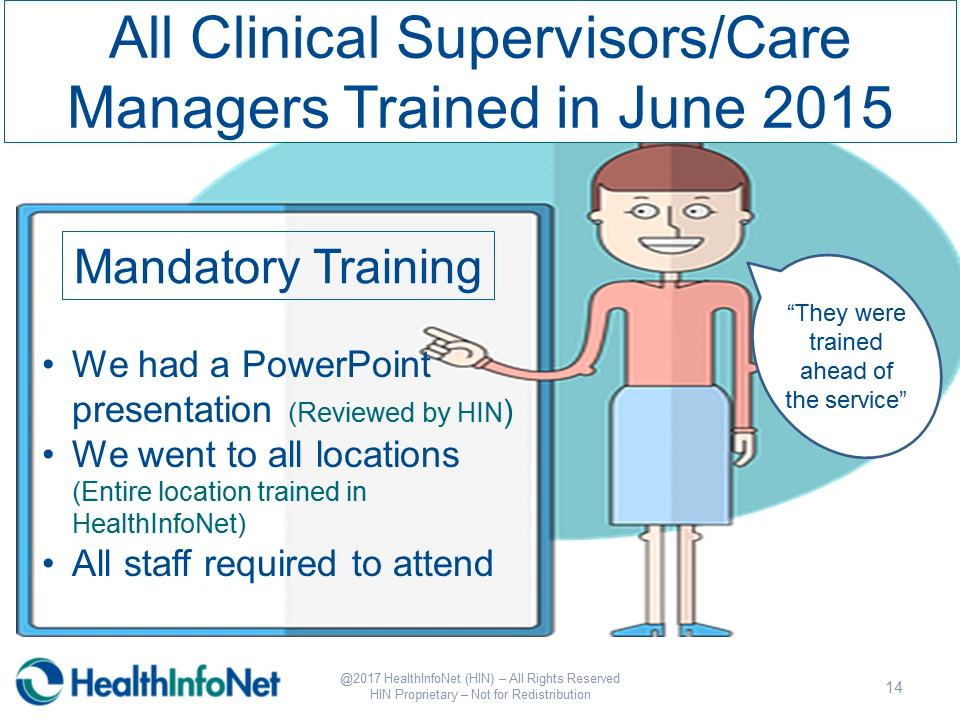 All Clinical Supervisors/Care
Managers Trained in June 2015
Mandatory Training
• We had a PowerPoint
presentation (Reviewed by HIN)
• We went to all locations
(Entire location trained in
HealthInfoNet)
• All staff required to attend
“They were
trained
ahead of
the service”
HealthInfoNet
@2017 HealthInfoNet (HIN) – All Rights Reserved
HIN Proprietary – Not for Redistribution
14